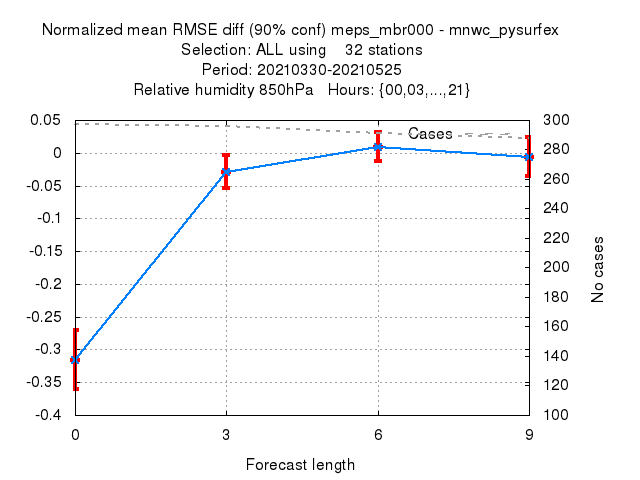 Normalized mean RMSE diff (90% conf) meps_mbr000 - mnwc_pysurfex
Selection: ALL using 32 stations
Period: 20210330-20210525
Relative humidity 850hPa Hours: {00,03,...,21}
0.05
0
-0.05
-0.1
-0.15
-0.2
-0.25
-0.3
-0.35
-0.4
Cases
300
280
260
240
220
200
180
160
140
120
100
No cases
0 3 6 9
Forecast length